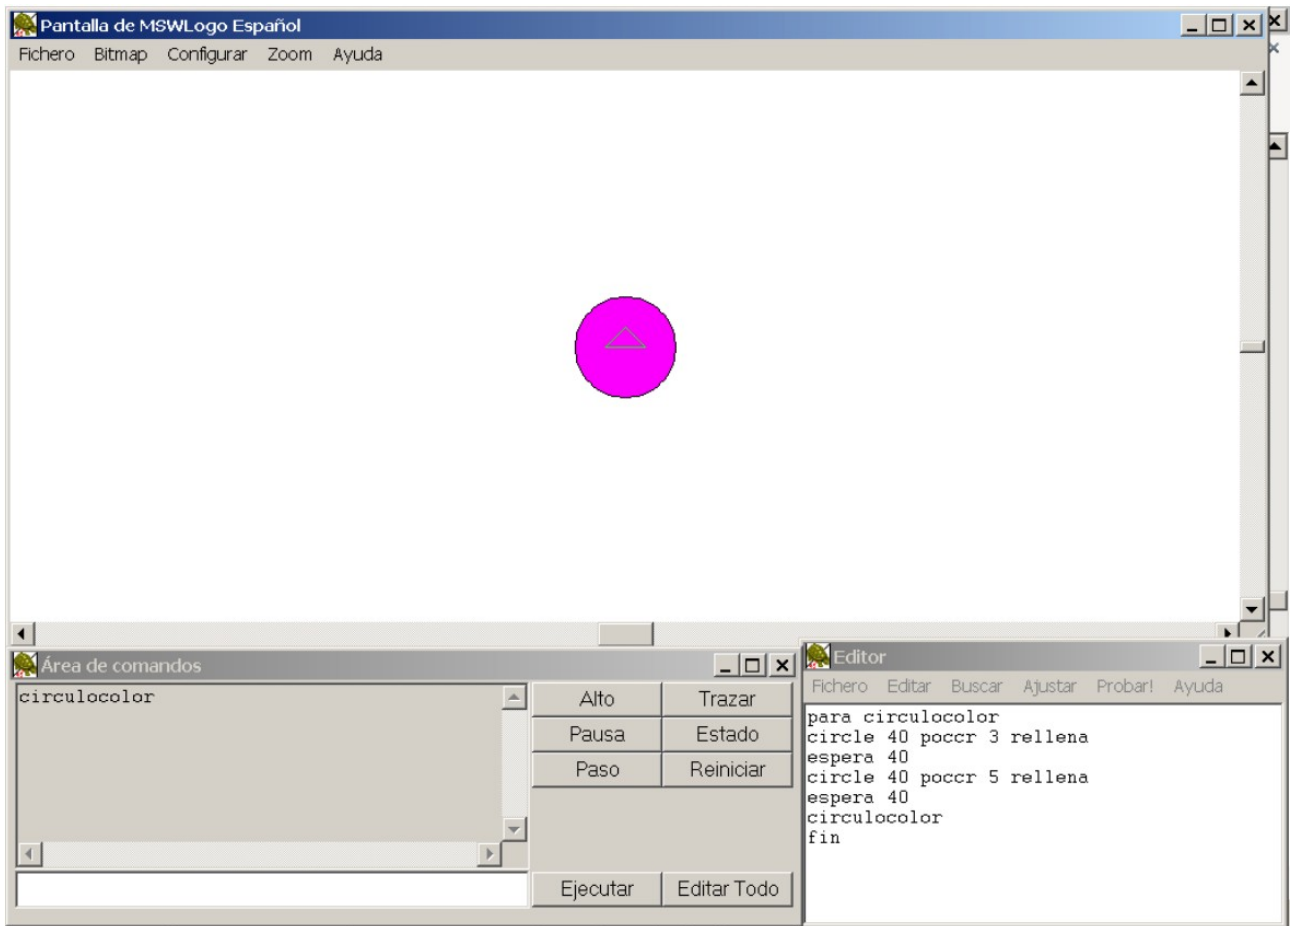 Pantalla de MSWLogo Español
Fichero Bitmap Configurar Zoom Ayuda
Área de comandos
circulocolor
Alto Trazar
Pausa Estado
Paso Reiniciar
Ejecutar Editar Todo
Editor
Fichero Editar Buscar Ajustar Probar! Ayuda
para circulocolor
circle 40 poccr 3 rellena
espera 40
circle 40 poccr 5 rellena
espera 40
circulocolor
fin